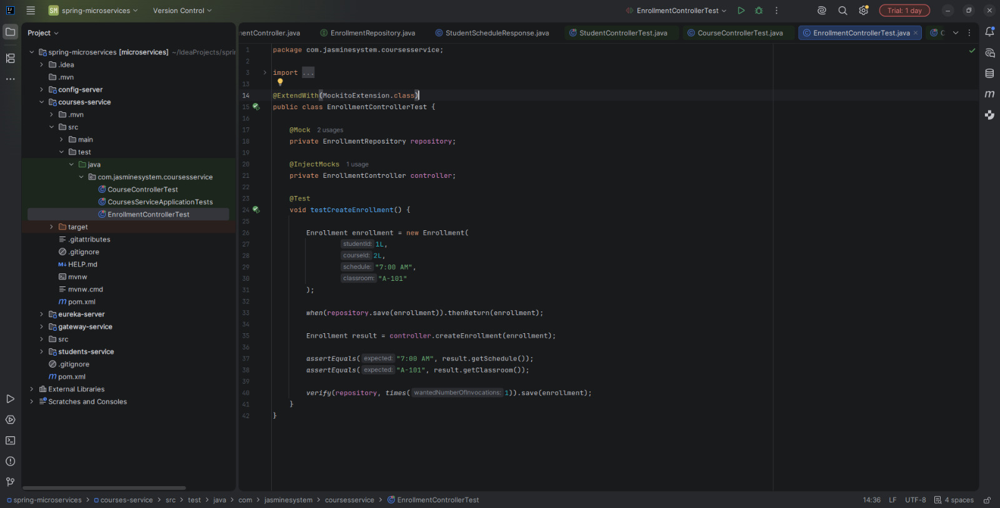 SM spring-microservices Version Control EnrollmentControllerTest Trial: 1 day
Project
mentController.java EnrollmentRepository.java StudentScheduleResponse.java StudentControllerTest.java CourseControllerTest.java EnrollmentControllerTest.java C
spring-microservices [microservices] ~/IdeaProjects/sprin
.idea
.mvn
config-server
courses-service
.mvn
src
main
test
java
com.jasminesystem.coursesservice
CourseControllerTest
CoursesServiceApplicationTests
EnrollmentControllerTest
target
.gitattributes
.gitignore
M↓ HELP.md
mvnw
mvnw.cmd
m pom.xml
eureka-server
gateway-service
src
students-service
.gitignore
m pom.xml
External Libraries
Scratches and Consoles
1 package com.jasminesystem.coursesservice;
2
3 import ...
13
14 @ExtendWith(MockitoExtension.class)
15 public class EnrollmentControllerTest {
16
17 @Mock 2 usages
18 private EnrollmentRepository repository;
19
20 @InjectMocks 1 usage
21 private EnrollmentController controller;
22
23 @Test
24 void testCreateEnrollment() {
25
26 Enrollment enrollment = new Enrollment(
27 studentId: 1L,
28 courseId: 2L,
29 schedule: "7:00 AM",
30 classroom: "A-101"
31 );
32
33 when(repository.save(enrollment)).thenReturn(enrollment);
34
35 Enrollment result = controller.createEnrollment(enrollment);
36
37 assertEquals( expected: "7:00 AM", result.getSchedule());
38 assertEquals( expected: "A-101", result.getClassroom());
39
40 verify(repository, times( wantedNumberOfInvocations: 1)).save(enrollment);
41 }
42 }
m
spring-microservices > courses-service > src > test > java > com > jasminesystem > coursesservice > EnrollmentControllerTest 14:36 LF UTF-8 4 spaces